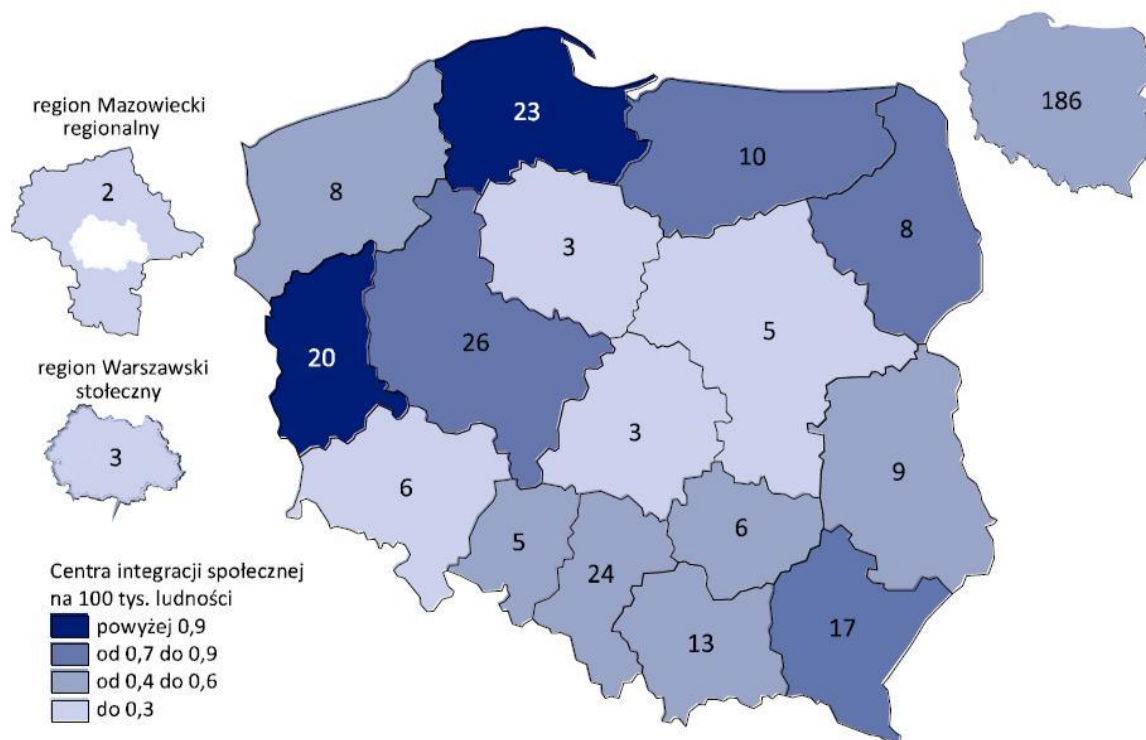 region Mazowiecki
regionalny
2
region Warszawski
stołeczny
3
23
186
10
8
8
3
5
20
26
3
9
6
5
24
6
13
17
Centra integracji społecznej
na 100 tys. ludności
powyżej 0,9
od 0,7 do 0,9
od 0,4 do 0,6
do 0,3